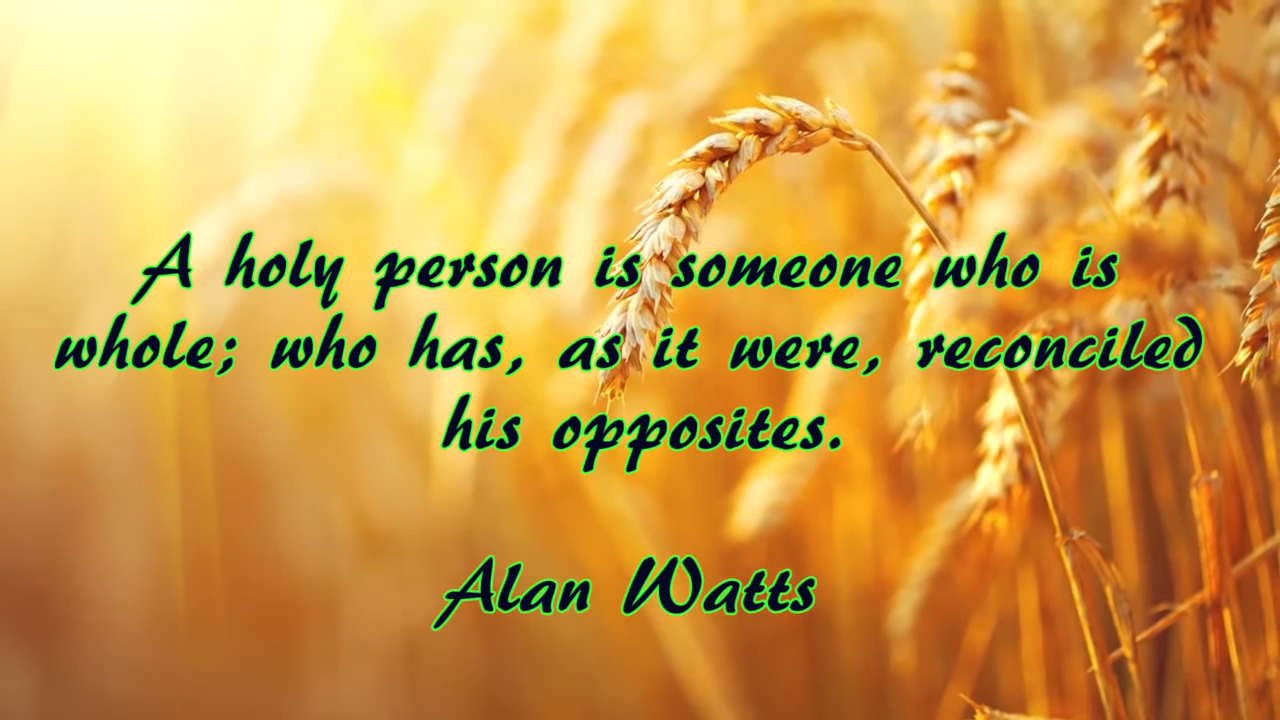 A holy person is someone who is
whole; who has, as it were, reconciled
his opposites.
Alan Watts